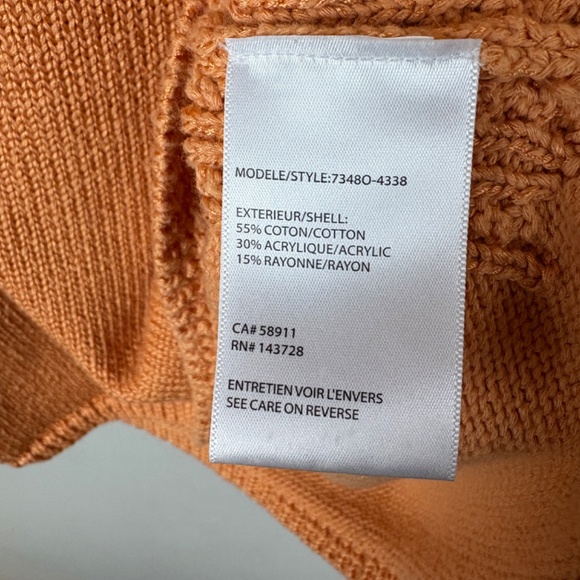 MODELE/STYLE:7348O-4338
EXTERIEUR/SHELL:
55% COTON/COTTON
30% ACRYLIQUE/ACRYLIC
15% RAYONNE/RAYON
CA# 58911
RN# 143728
ENTRETIEN VOIR L'ENVERS
SEE CARE ON REVERSE